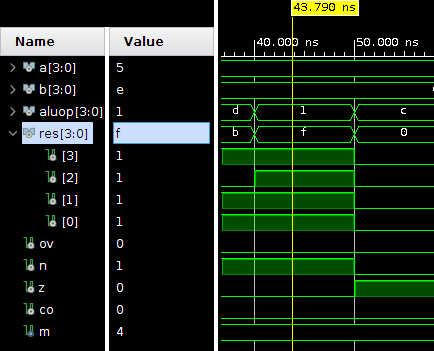 43.790 ns
Name Value 40.000 ns 50.000 ns
a[3:0] 5
b[3:0] e
aluop[3:0] 1 d 1 c
res[3:0] f b f 0
[3] 1
[2] 1
[1] 1
[0] 1
ov 0
n 1
z 0
co 0
m 4